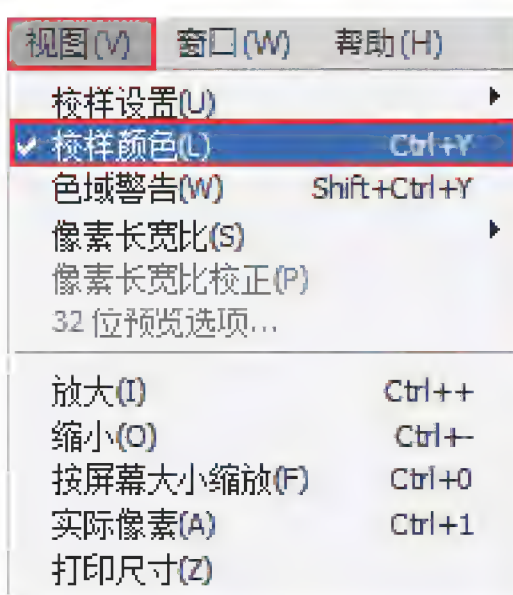 视图(V) 窗口(W) 帮助(H)
校样设置(U)
校样颜色(L) Ctrl+Y
色域警告(W) Shift+Ctrl+Y
像素长宽比(S)
像素长宽比校正(P)
32 位预览选项...
放大(I) Ctrl++
缩小(O) Ctrl+-
按屏幕大小缩放(F) Ctrl+0
实际像素(A) Ctrl+1
打印尺寸(Z)